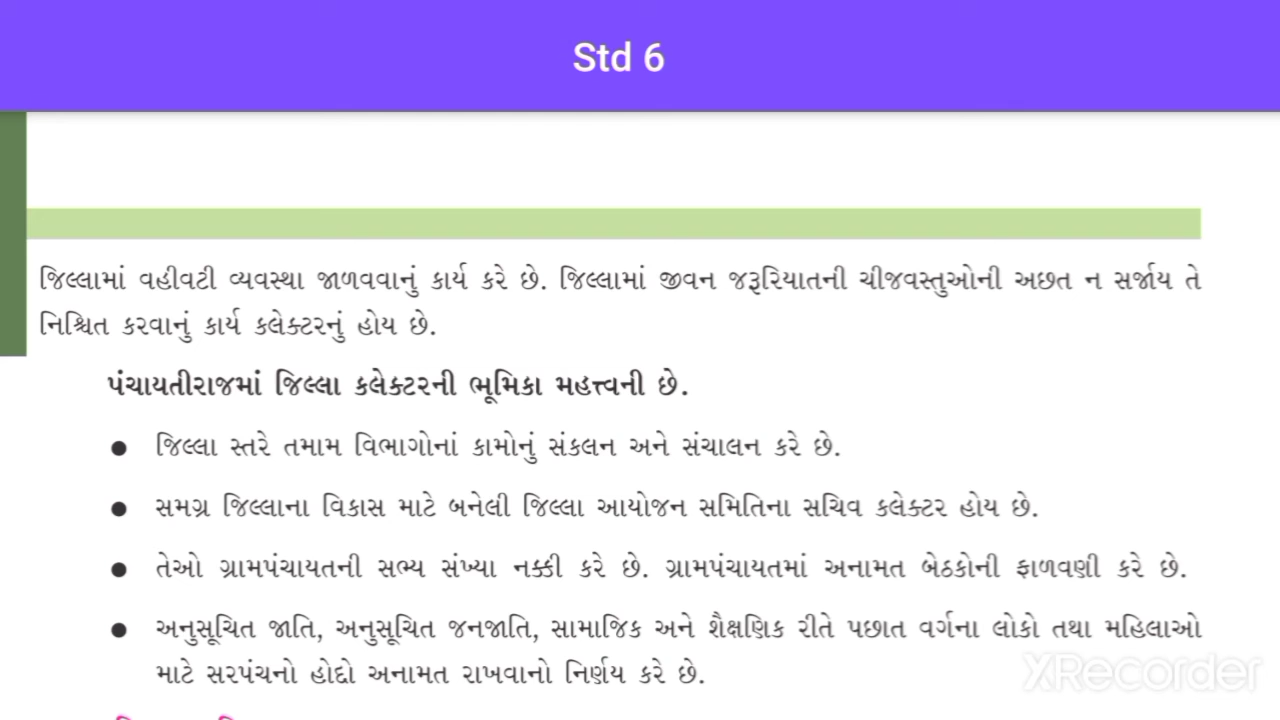 Std 6
જિલ્લામાં વહીવટી વ્યવસ્થા જાળવવાનું કાર્ય કરે છે. જિલ્લામાં જીવન જરૂરિયાતની ચીજવસ્તુઓની અછત ન સર્જાય તે
નિશ્ચિત કરવાનું કાર્ય કલેક્ટરનું હોય છે.
પંચાયતીરાજમાં જિલ્લા કલેક્ટરની ભૂમિકા મહત્ત્વની છે.
● જિલ્લા સ્તરે તમામ વિભાગોનાં કામોનું સંકલન અને સંચાલન કરે છે.
● સમગ્ર જિલ્લાના વિકાસ માટે બનેલી જિલ્લા આયોજન સમિતિના સચિવ કલેક્ટર હોય છે.
● તેઓ ગ્રામપંચાયતની સભ્ય સંખ્યા નક્કી કરે છે. ગ્રામપંચાયતમાં અનામત બેઠકોની ફાળવણી કરે છે.
● અનુસૂચિત જાતિ, અનુસૂચિત જનજાતિ, સામાજિક અને શૈક્ષણિક રીતે પછાત વર્ગના લોકો તથા મહિલાઓ
માટે સરપંચનો હોદ્દો અનામત રાખવાનો નિર્ણય કરે છે.
XRecorder